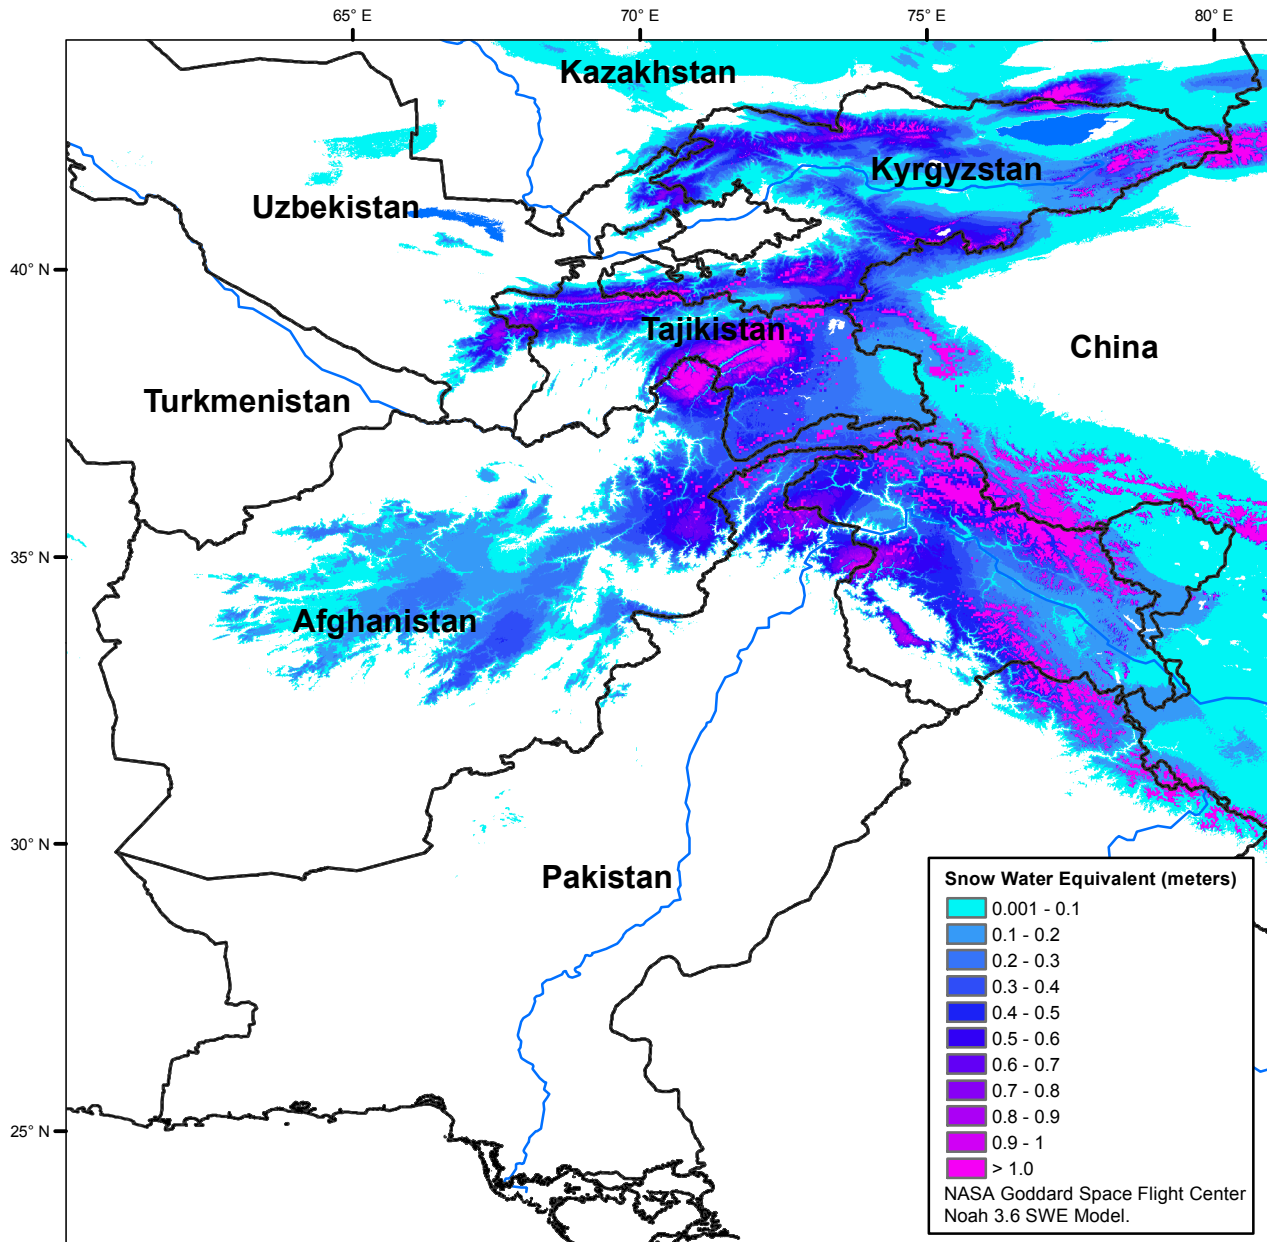 65° E
70° E
75° E
80° E
Kazakhstan
Kyrgyzstan
Uzbekistan
40° N
Tajikistan
China
Turkmenistan
35° N
Afghanistan
30° N
Pakistan
25° N
Snow Water Equivalent (meters)
0.001 - 0.1
0.1 - 0.2
0.2 - 0.3
0.3 - 0.4
0.4 - 0.5
0.5 - 0.6
0.6 - 0.7
0.7 - 0.8
0.8 - 0.9
0.9 - 1
> 1.0
NASA Goddard Space Flight Center
Noah 3.6 SWE Model.